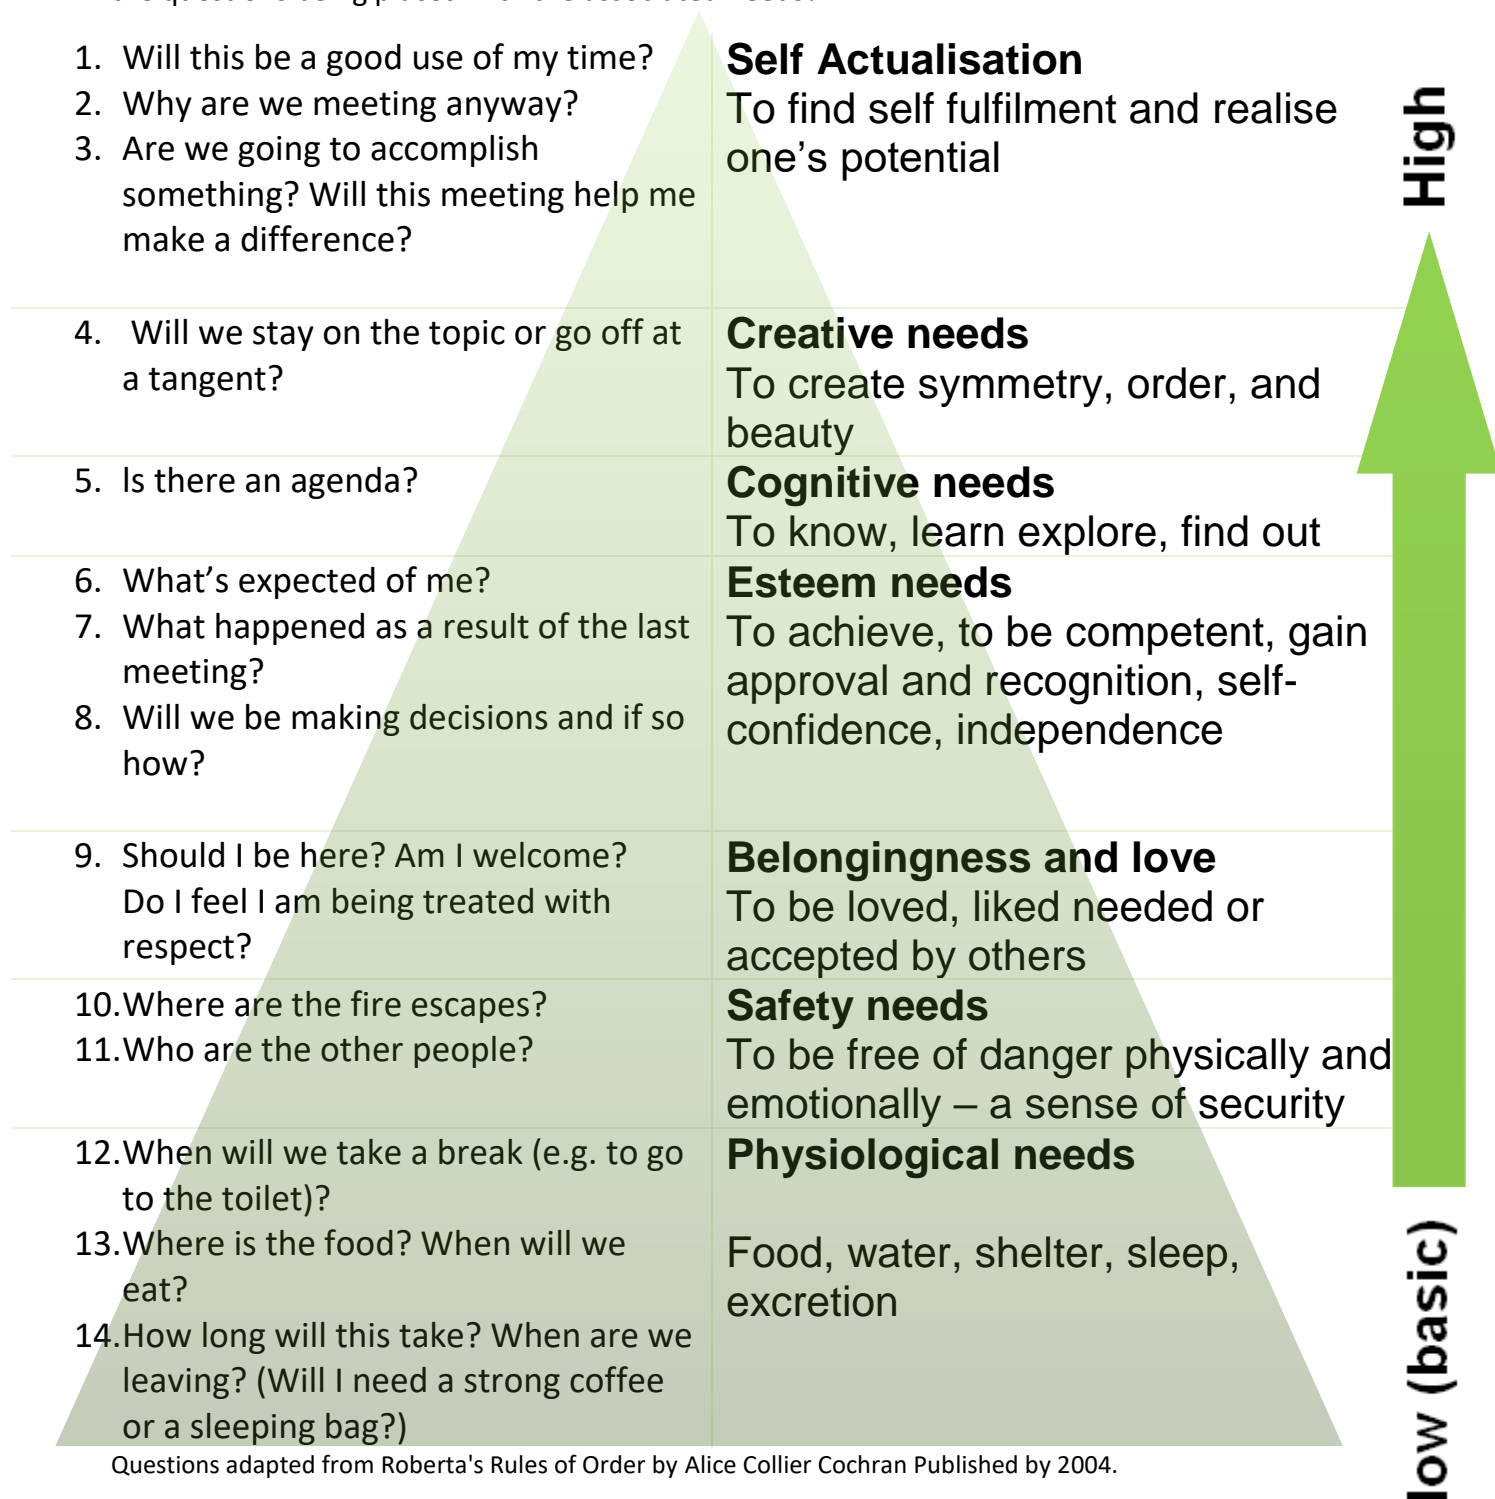 1. Will this be a good use of my time?
2. Why are we meeting anyway?
3. Are we going to accomplish
something? Will this meeting help me
make a difference?
Self Actualisation
To find self fulfilment and realise
one's potential
4. Will we stay on the topic or go off at
a tangent?
Creative needs
To create symmetry, order, and
beauty
5. Is there an agenda?
Cognitive needs
To know, learn explore, find out
6. What's expected of me?
7. What happened as a result of the last
meeting?
8. Will we be making decisions and if so
how?
Esteem needs
To achieve, to be competent, gain
approval and recognition, self-
confidence, independence
9. Should I be here? Am I welcome?
Do I feel I am being treated with
respect?
Belongingness and love
To be loved, liked needed or
accepted by others
10.Where are the fire escapes?
11.Who are the other people?
Safety needs
To be free of danger physically and
emotionally – a sense of security
12.When will we take a break (e.g. to go
to the toilet)?
13.Where is the food? When will we
eat?
14.How long will this take? When are we
leaving? (Will I need a strong coffee
or a sleeping bag?)
Physiological needs
Food, water, shelter, sleep,
excretion
High
low (basic)
Questions adapted from Roberta's Rules of Order by Alice Collier Cochran Published by 2004.